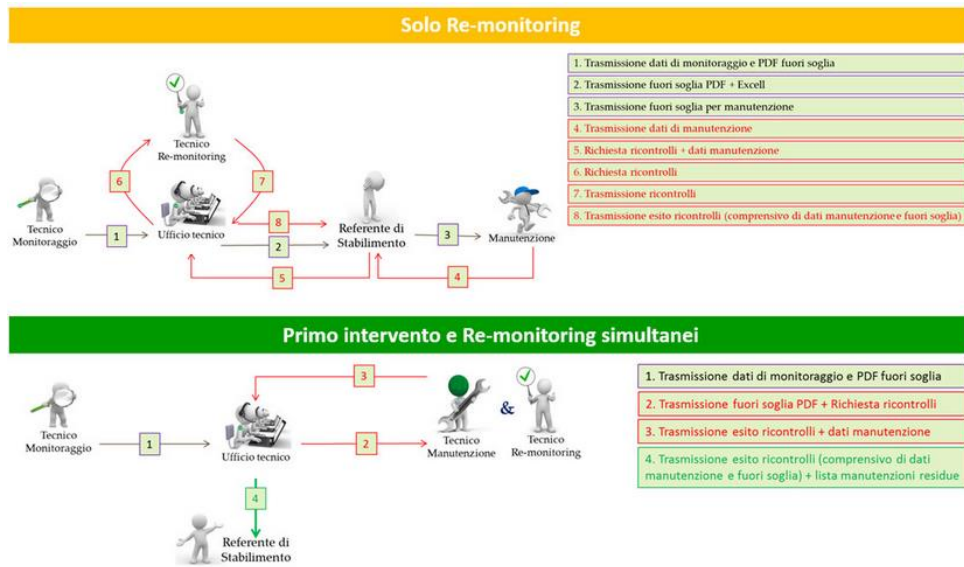 Solo Re-monitoring
1. Trasmissione dati di monitoraggio e PDF fuori soglia
2. Trasmissione fuori soglia PDF + Excell
3. Trasmissione fuori soglia per manutenzione
4. Trasmissione dati di manutenzione
5. Richiesta ricontrolli + dati manutenzione
6. Richiesta ricontrolli
7. Trasmissione ricontrolli
8. Trasmissione esito ricontrolli (comprensivo di dati manutenzione e fuori soglia)
Tecnico
Re-monitoring
6
7
Tecnico
Monitoraggio
1
Ufficio tecnico
8
2
Referente di
Stabilimento
3
Manutenzione
5
4
Primo intervento e Re-monitoring simultanei
1. Trasmissione dati di monitoraggio e PDF fuori soglia
2. Trasmissione fuori soglia PDF + Richiesta ricontrolli
3. Trasmissione esito ricontrolli + dati manutenzione
4. Trasmissione esito ricontrolli (comprensivo di dati
manutenzione e fuori soglia) + lista manutenzioni residue
3
&
Tecnico
Monitoraggio
1
Ufficio tecnico
2
Tecnico
Manutenzione
Tecnico
Re-monitoring
4
Referente di
Stabilimento